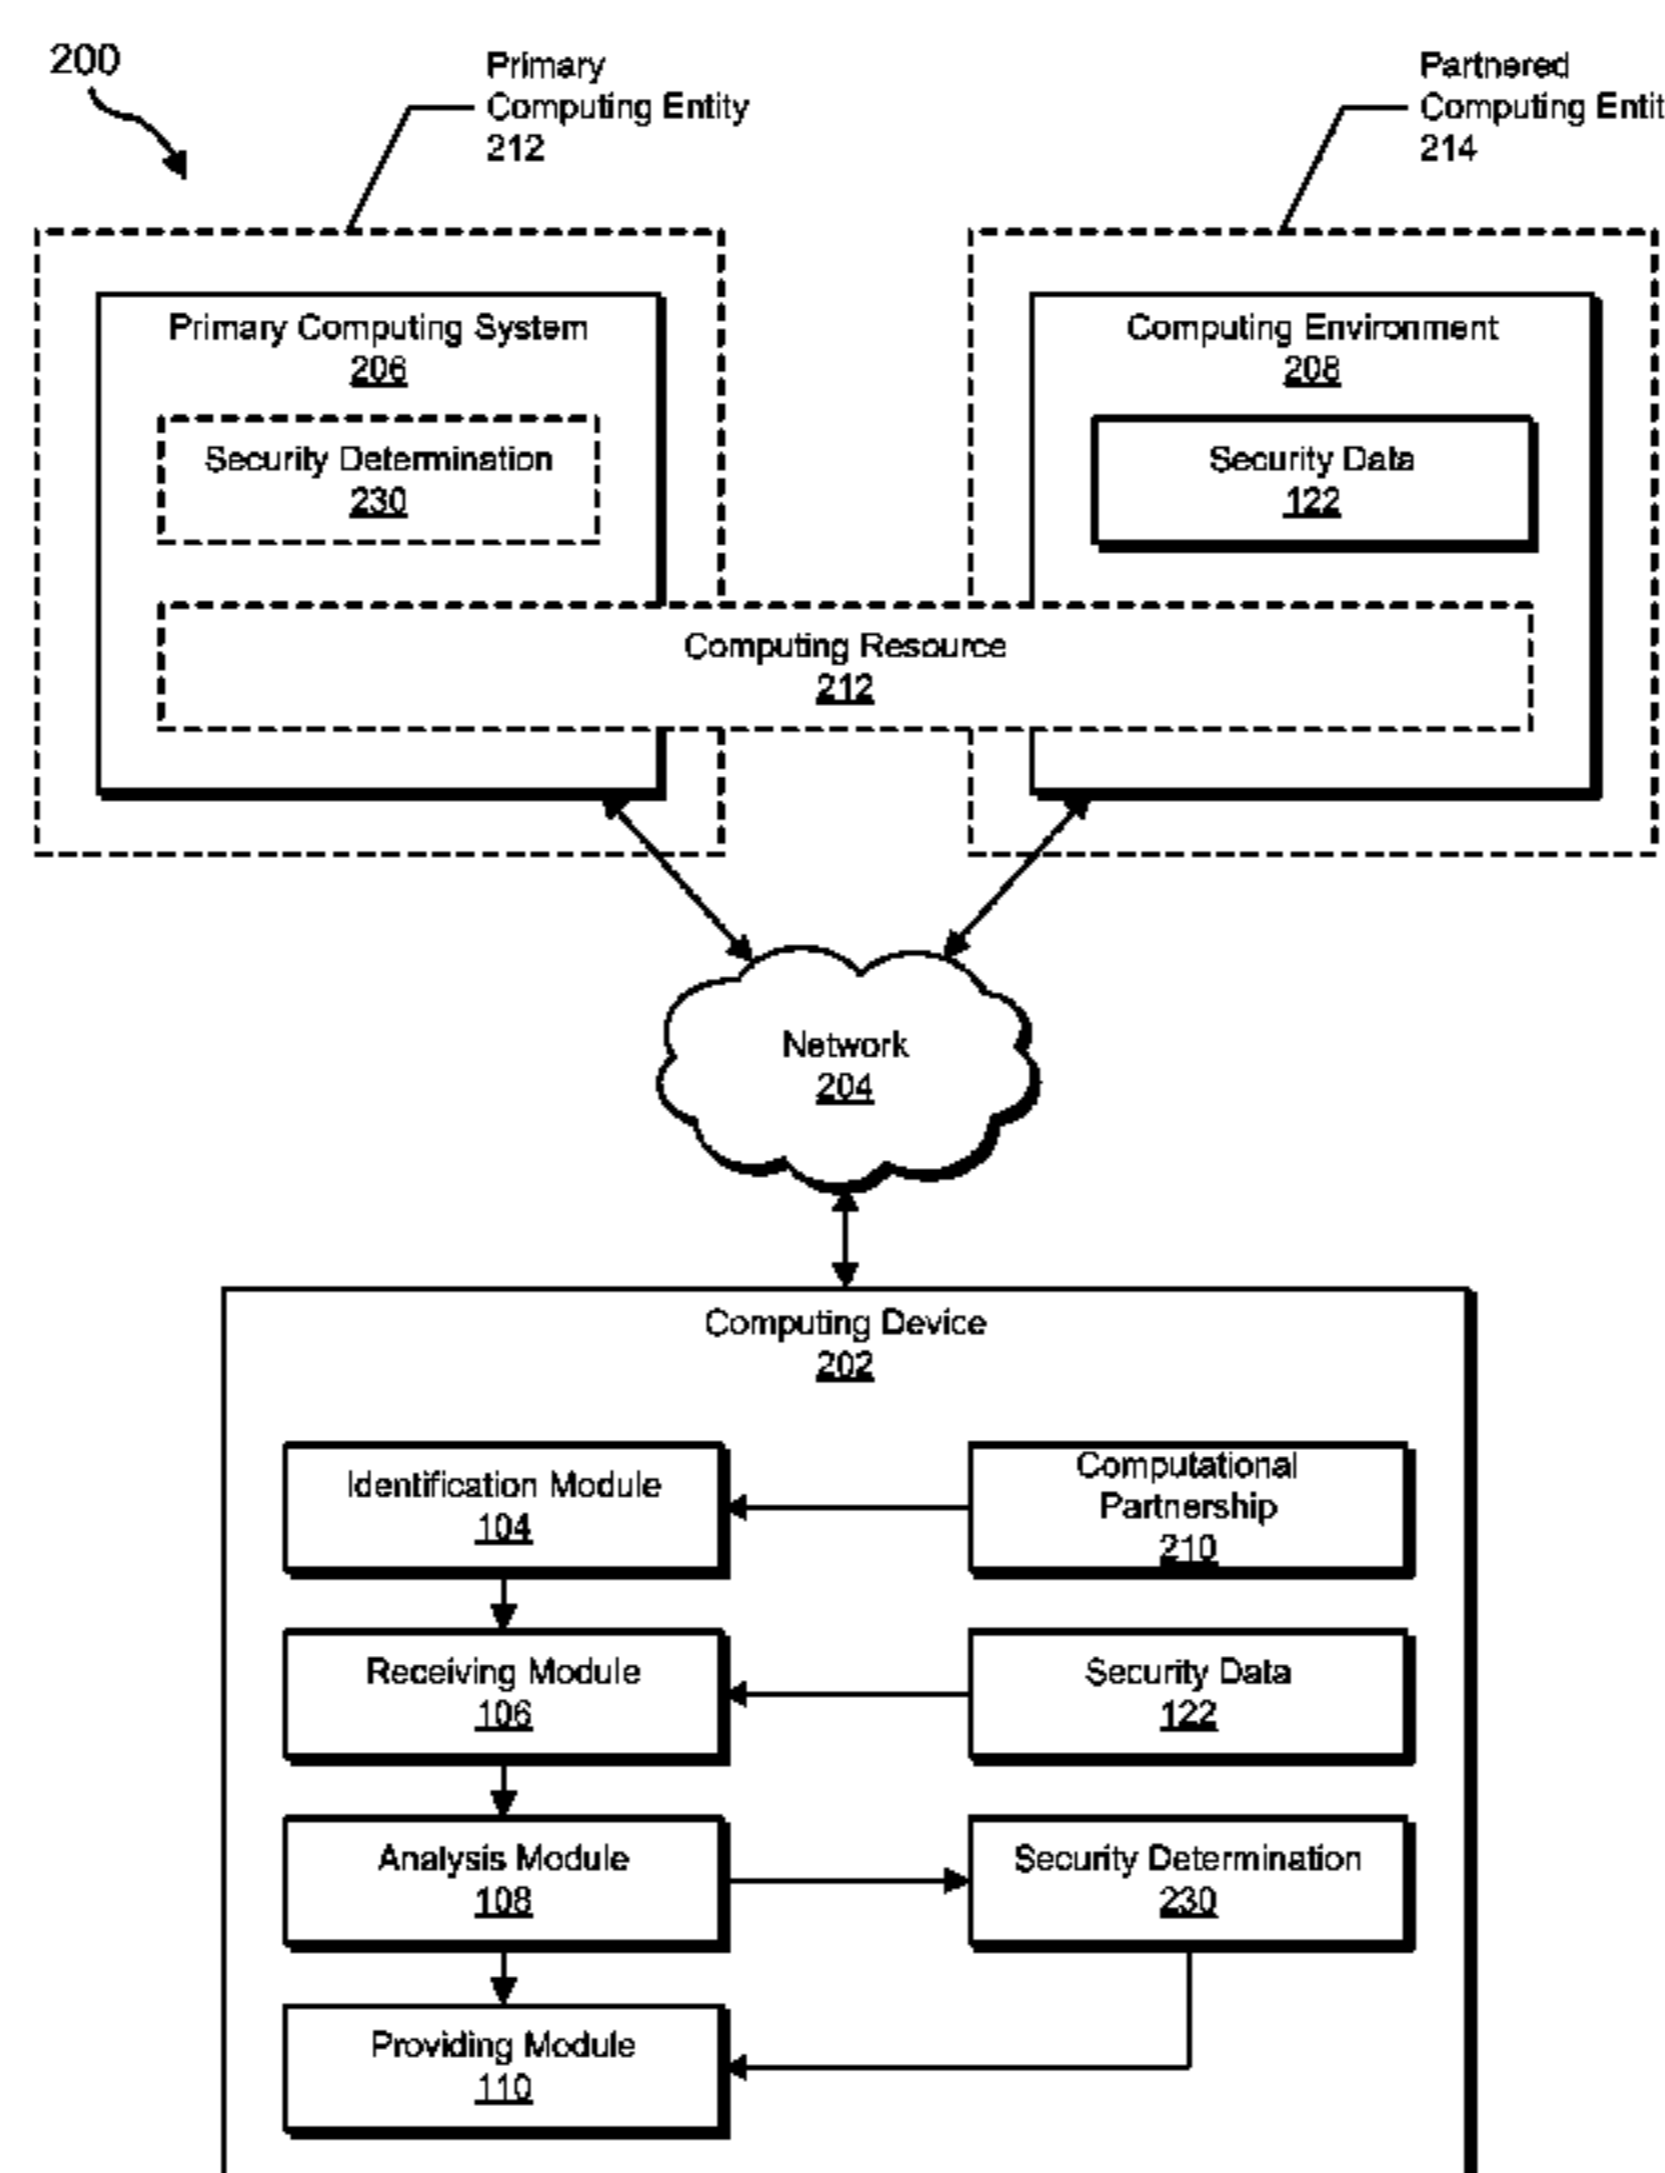 200
Primary
Computing Entity
212
Partnered
Computing Entit
214
Primary Computing System
206
Security Determination
230
Computing Environment
208
Security Data
122
Computing Resource
212
Network
204
Computing Device
202
Identification Module
104
Computational
Partnership
210
Receiving Module
106
Security Data
122
Analysis Module
108
Security Determination
230
Providing Module
110